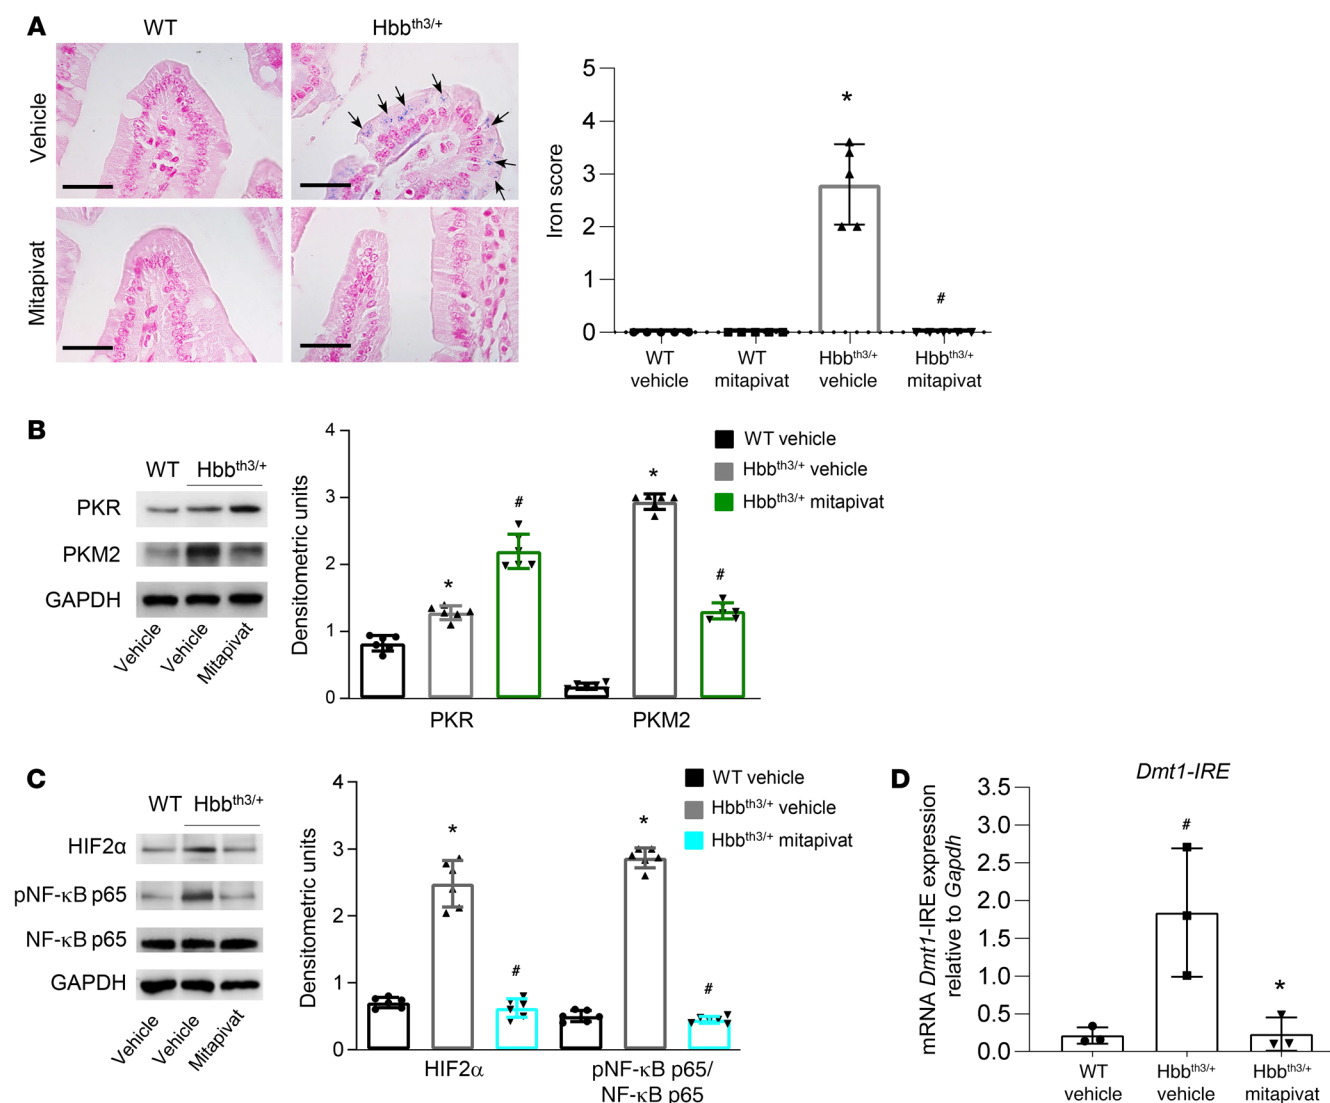 A
WT
Hbbth3/+
Vehicle
Mitapivat
Iron score
5
4
3
2
1
0
*
#
WT
vehicle
WT
mitapivat
Hbbth3/+
vehicle
Hbbth3/+
mitapivat
B
WT
Hbbth3/+
PKR
PKM2
GAPDH
Vehicle
Vehicle
Mitapivat
Densitometric units
4
3
2
1
0
*
#
*
#
PKR
PKM2
WT vehicle
Hbbth3/+ vehicle
Hbbth3/+ mitapivat
C
WT
Hbbth3/+
HIF2α
pNF-κB p65
NF-κB p65
GAPDH
Vehicle
Vehicle
Mitapivat
Densitometric units
4
3
2
1
0
*
#
*
#
HIF2α
pNF-κB p65/
NF-κB p65
WT vehicle
Hbbth3/+ vehicle
Hbbth3/+ mitapivat
D
Dmt1-IRE
mRNA Dmt1-IRE expression
relative to Gapdh
3.5
3.0
2.5
2.0
1.5
1.0
0.5
0.0
#
*
WT
vehicle
Hbbth3/+
vehicle
Hbbth3/+
mitapivat